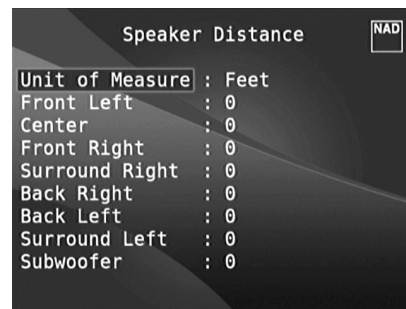 Speaker Distance
NAD
Unit of Measure : Feet
Front Left : 0
Center : 0
Front Right : 0
Surround Right : 0
Back Right : 0
Back Left : 0
Surround Left : 0
Subwoofer : 0